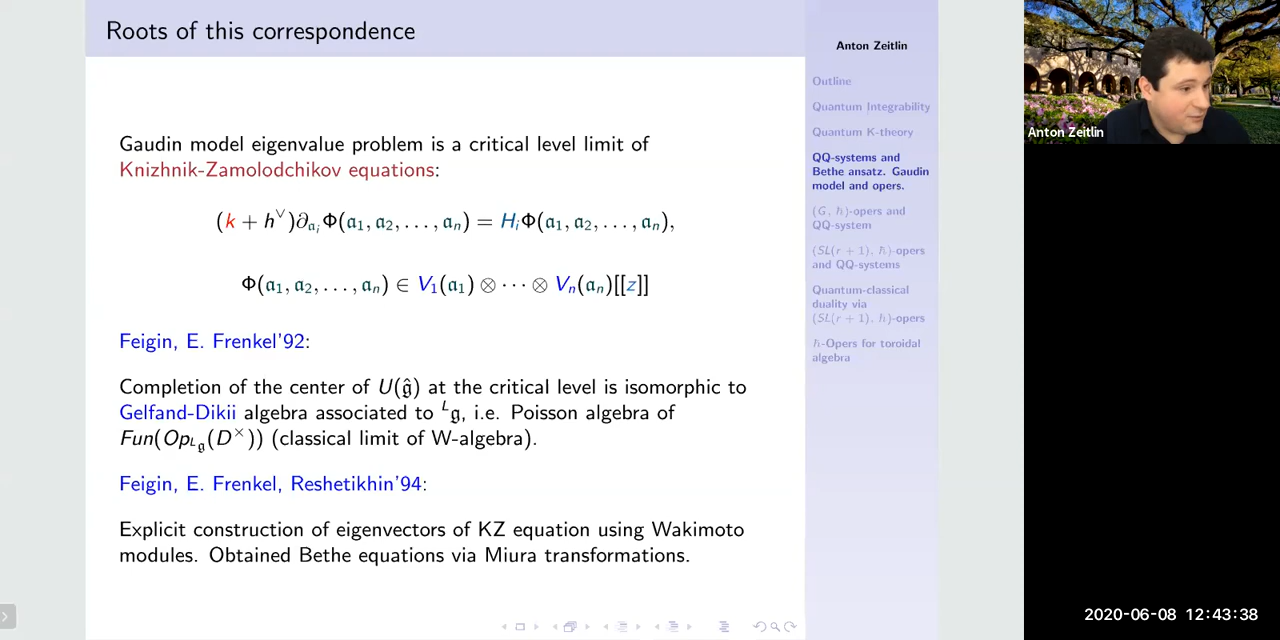 Roots of this correspondence
Gaudin model eigenvalue problem is a critical level limit of
Knizhnik-Zamolodchikov equations:
(k + h^∨)∂_{𝔞_i}Φ(𝔞_1, 𝔞_2, …, 𝔞_n) = H_iΦ(𝔞_1, 𝔞_2, …, 𝔞_n),
Φ(𝔞_1, 𝔞_2, …, 𝔞_n) ∈ V_1(𝔞_1) ⊗ ⋯ ⊗ V_n(𝔞_n)[[z]]
Feigin, E. Frenkel'92:
Completion of the center of U(𝔤̂) at the critical level is isomorphic to
Gelfand-Dikii algebra associated to ^L𝔤, i.e. Poisson algebra of
Fun(Op_{^L𝔤}(D^×)) (classical limit of W-algebra).
Feigin, E. Frenkel, Reshetikhin'94:
Explicit construction of eigenvectors of KZ equation using Wakimoto
modules. Obtained Bethe equations via Miura transformations.
Anton Zeitlin
Outline
Quantum Integrability
Quantum K-theory
QQ-systems and
Bethe ansatz. Gaudin
model and opers.
(G, ħ)-opers and
QQ-system
(SL(r + 1), ħ)-opers
and QQ-systems
Quantum-classical
duality via
(SL(r + 1), ħ)-opers
ħ-Opers for toroidal
algebra
Anton Zeitlin
2020-06-08 12:43:38